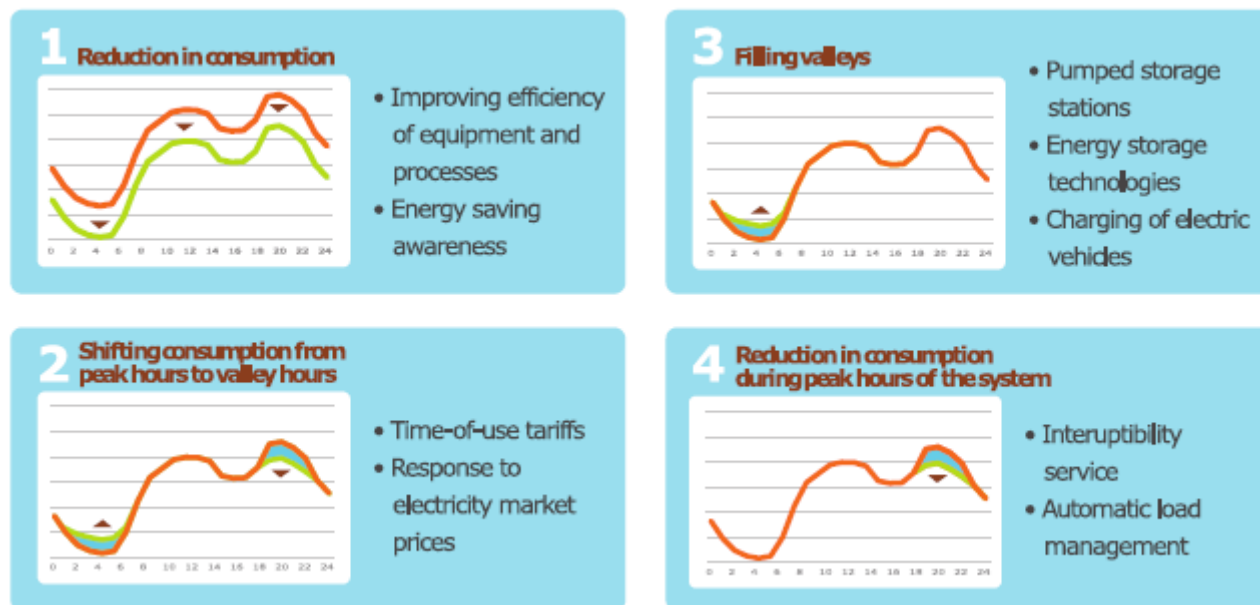 1 Reduction in consumption
0 2 4 6 8 10 12 14 16 18 20 22 24
• Improving efficiency
of equipment and
processes
• Energy saving
awareness
2 Shifting consumption from
peak hours to valley hours
0 2 4 6 8 10 12 14 16 18 20 22 24
• Time-of-use tariffs
• Response to
electricity market
prices
3 Filling valleys
0 2 4 6 8 10 12 14 16 18 20 22 24
• Pumped storage
stations
• Energy storage
technologies
• Charging of electric
vehicles
4 Reduction in consumption
during peak hours of the system
0 2 4 6 8 10 12 14 16 18 20 22 24
• Interuptibility
service
• Automatic load
management